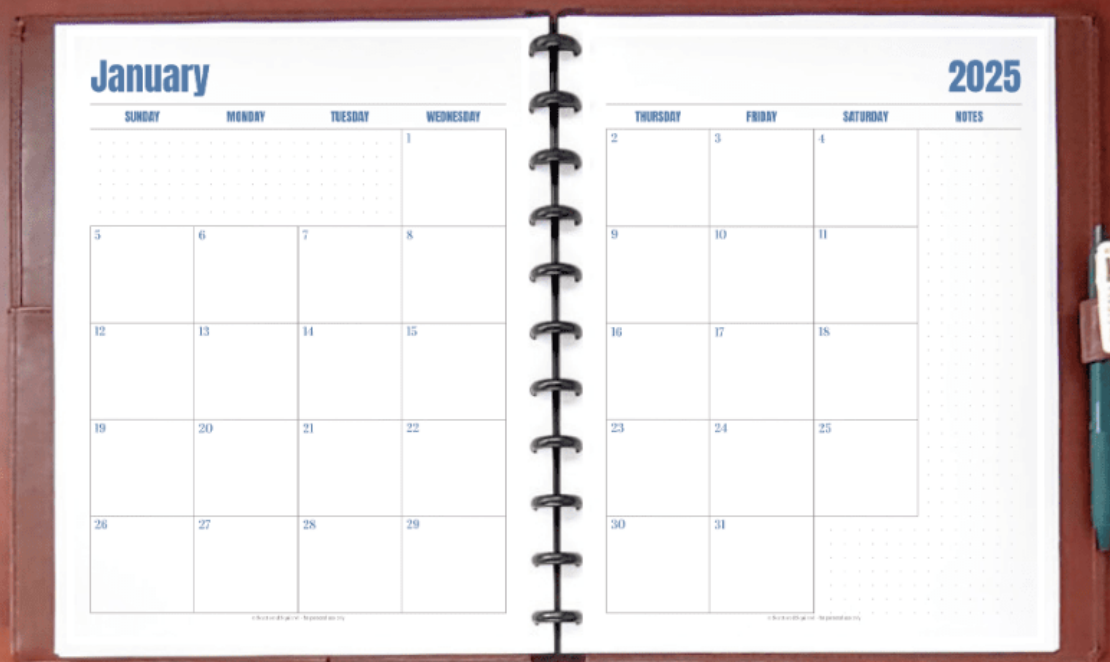 January 2025
SUNDAY MONDAY TUESDAY WEDNESDAY THURSDAY FRIDAY SATURDAY NOTES
1 2 3 4
5 6 7 8 9 10 11
12 13 14 15 16 17 18
19 20 21 22 23 24 25
26 27 28 29 30 31